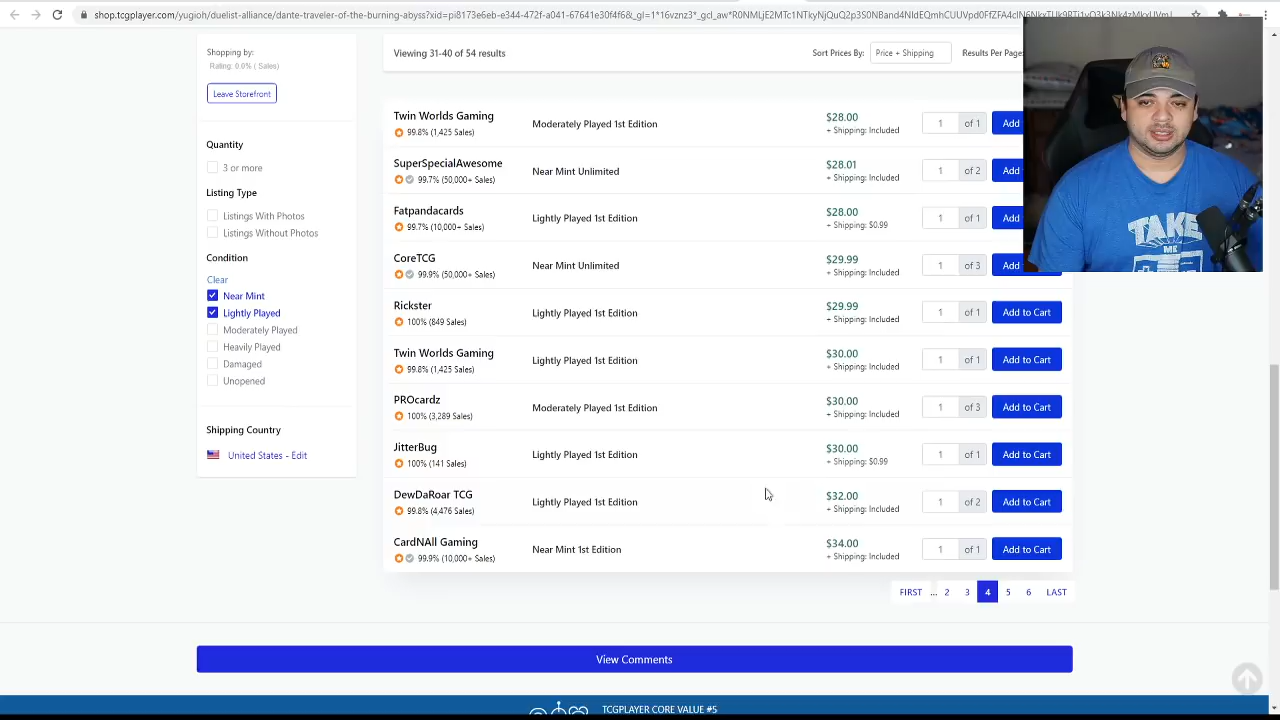 shop.tcgplayer.com/yugioh/duelist-alliance/dante-traveler-of-the-burning-abyss?xid=pi8173e6eb-e344-472f-a041-67641e30f4f6&_gl=1*16vznz3*_gcl_aw*
Shopping by:
Rating: 0.0% ( Sales)
Leave Storefront
Quantity
3 or more
Listing Type
Listings With Photos
Listings Without Photos
Condition
Clear
Near Mint
Lightly Played
Moderately Played
Heavily Played
Damaged
Unopened
Shipping Country
United States - Edit
Viewing 31-40 of 54 results
Sort Prices By: Price + Shipping Results Per Page
Twin Worlds Gaming Moderately Played 1st Edition $28.00 1 of 1 Add
99.8% (1,425 Sales) + Shipping: Included
SuperSpecialAwesome Near Mint Unlimited $28.01 1 of 2 Add
99.7% (50,000+ Sales) + Shipping: Included
Fatpandacards Lightly Played 1st Edition $28.00 1 of 1 Add
99.7% (10,000+ Sales) + Shipping: $0.99
CoreTCG Near Mint Unlimited $29.99 1 of 3 Add
99.9% (50,000+ Sales) + Shipping: Included
Rickster Lightly Played 1st Edition $29.99 1 of 1 Add to Cart
100% (849 Sales) + Shipping: Included
Twin Worlds Gaming Lightly Played 1st Edition $30.00 1 of 1 Add to Cart
99.8% (1,425 Sales) + Shipping: Included
PROcardz Moderately Played 1st Edition $30.00 1 of 3 Add to Cart
100% (3,289 Sales) + Shipping: Included
JitterBug Lightly Played 1st Edition $30.00 1 of 1 Add to Cart
100% (141 Sales) + Shipping: $0.99
DewDaRoar TCG Lightly Played 1st Edition $32.00 1 of 2 Add to Cart
99.8% (4,476 Sales) + Shipping: Included
CardNAll Gaming Near Mint 1st Edition $34.00 1 of 1 Add to Cart
99.9% (10,000+ Sales) + Shipping: Included
FIRST ... 2 3 4 5 6 LAST
View Comments
TCGPLAYER CORE VALUE #5
TAKE
ME